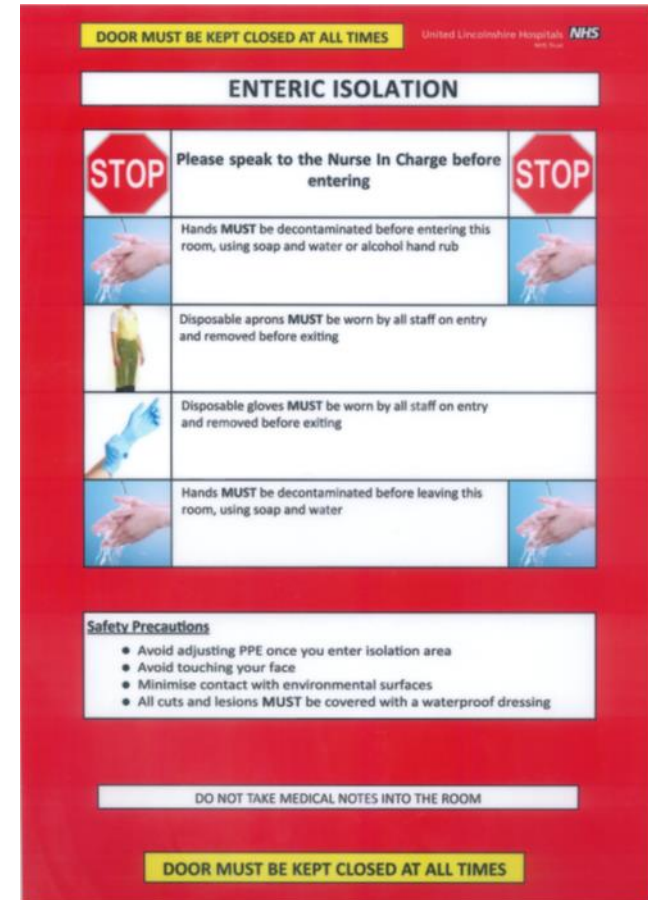 DOOR MUST BE KEPT CLOSED AT ALL TIMES
United Lincolnshire Hospitals NHS
NHS Trust
ENTERIC ISOLATION
STOP
Please speak to the Nurse In Charge before
entering
STOP
Hands MUST be decontaminated before entering this
room, using soap and water or alcohol hand rub
Disposable aprons MUST be worn by all staff on entry
and removed before exiting
Disposable gloves MUST be worn by all staff on entry
and removed before exiting
Hands MUST be decontaminated before leaving this
room, using soap and water
Safety Precautions
● Avoid adjusting PPE once you enter isolation area
● Avoid touching your face
● Minimise contact with environmental surfaces
● All cuts and lesions MUST be covered with a waterproof dressing
DO NOT TAKE MEDICAL NOTES INTO THE ROOM
DOOR MUST BE KEPT CLOSED AT ALL TIMES